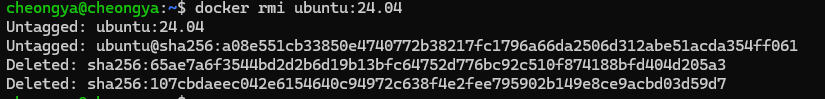 cheongya@cheongya:~$ docker rmi ubuntu:24.04
Untagged: ubuntu:24.04
Untagged: ubuntu@sha256:a08e551cb33850e4740772b38217fc1796a66da2506d312abe51acda354ff061
Deleted: sha256:65ae7a6f3544bd2d2b6d19b13bfc64752d776bc92c510f874188bfd404d205a3
Deleted: sha256:107cbdaeec042e6154640c94972c638f4e2fee795902b149e8ce9acbd03d59d7